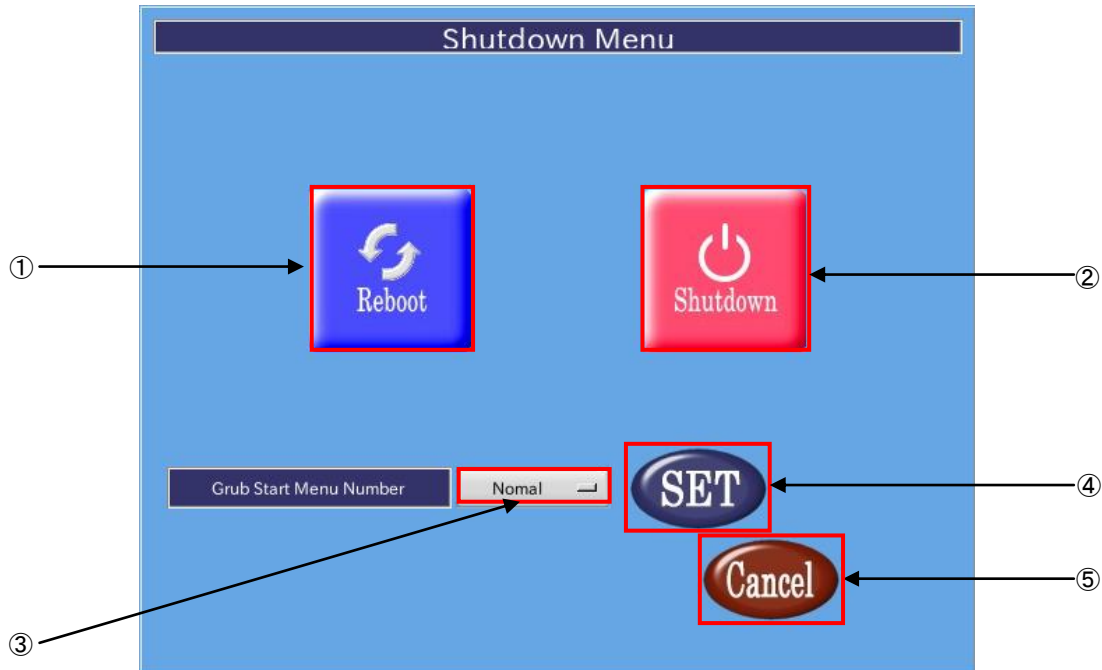 Shutdown Menu
①
Reboot
Shutdown
②
Grub Start Menu Number
Nomal
SET
④
Cancel
⑤
③